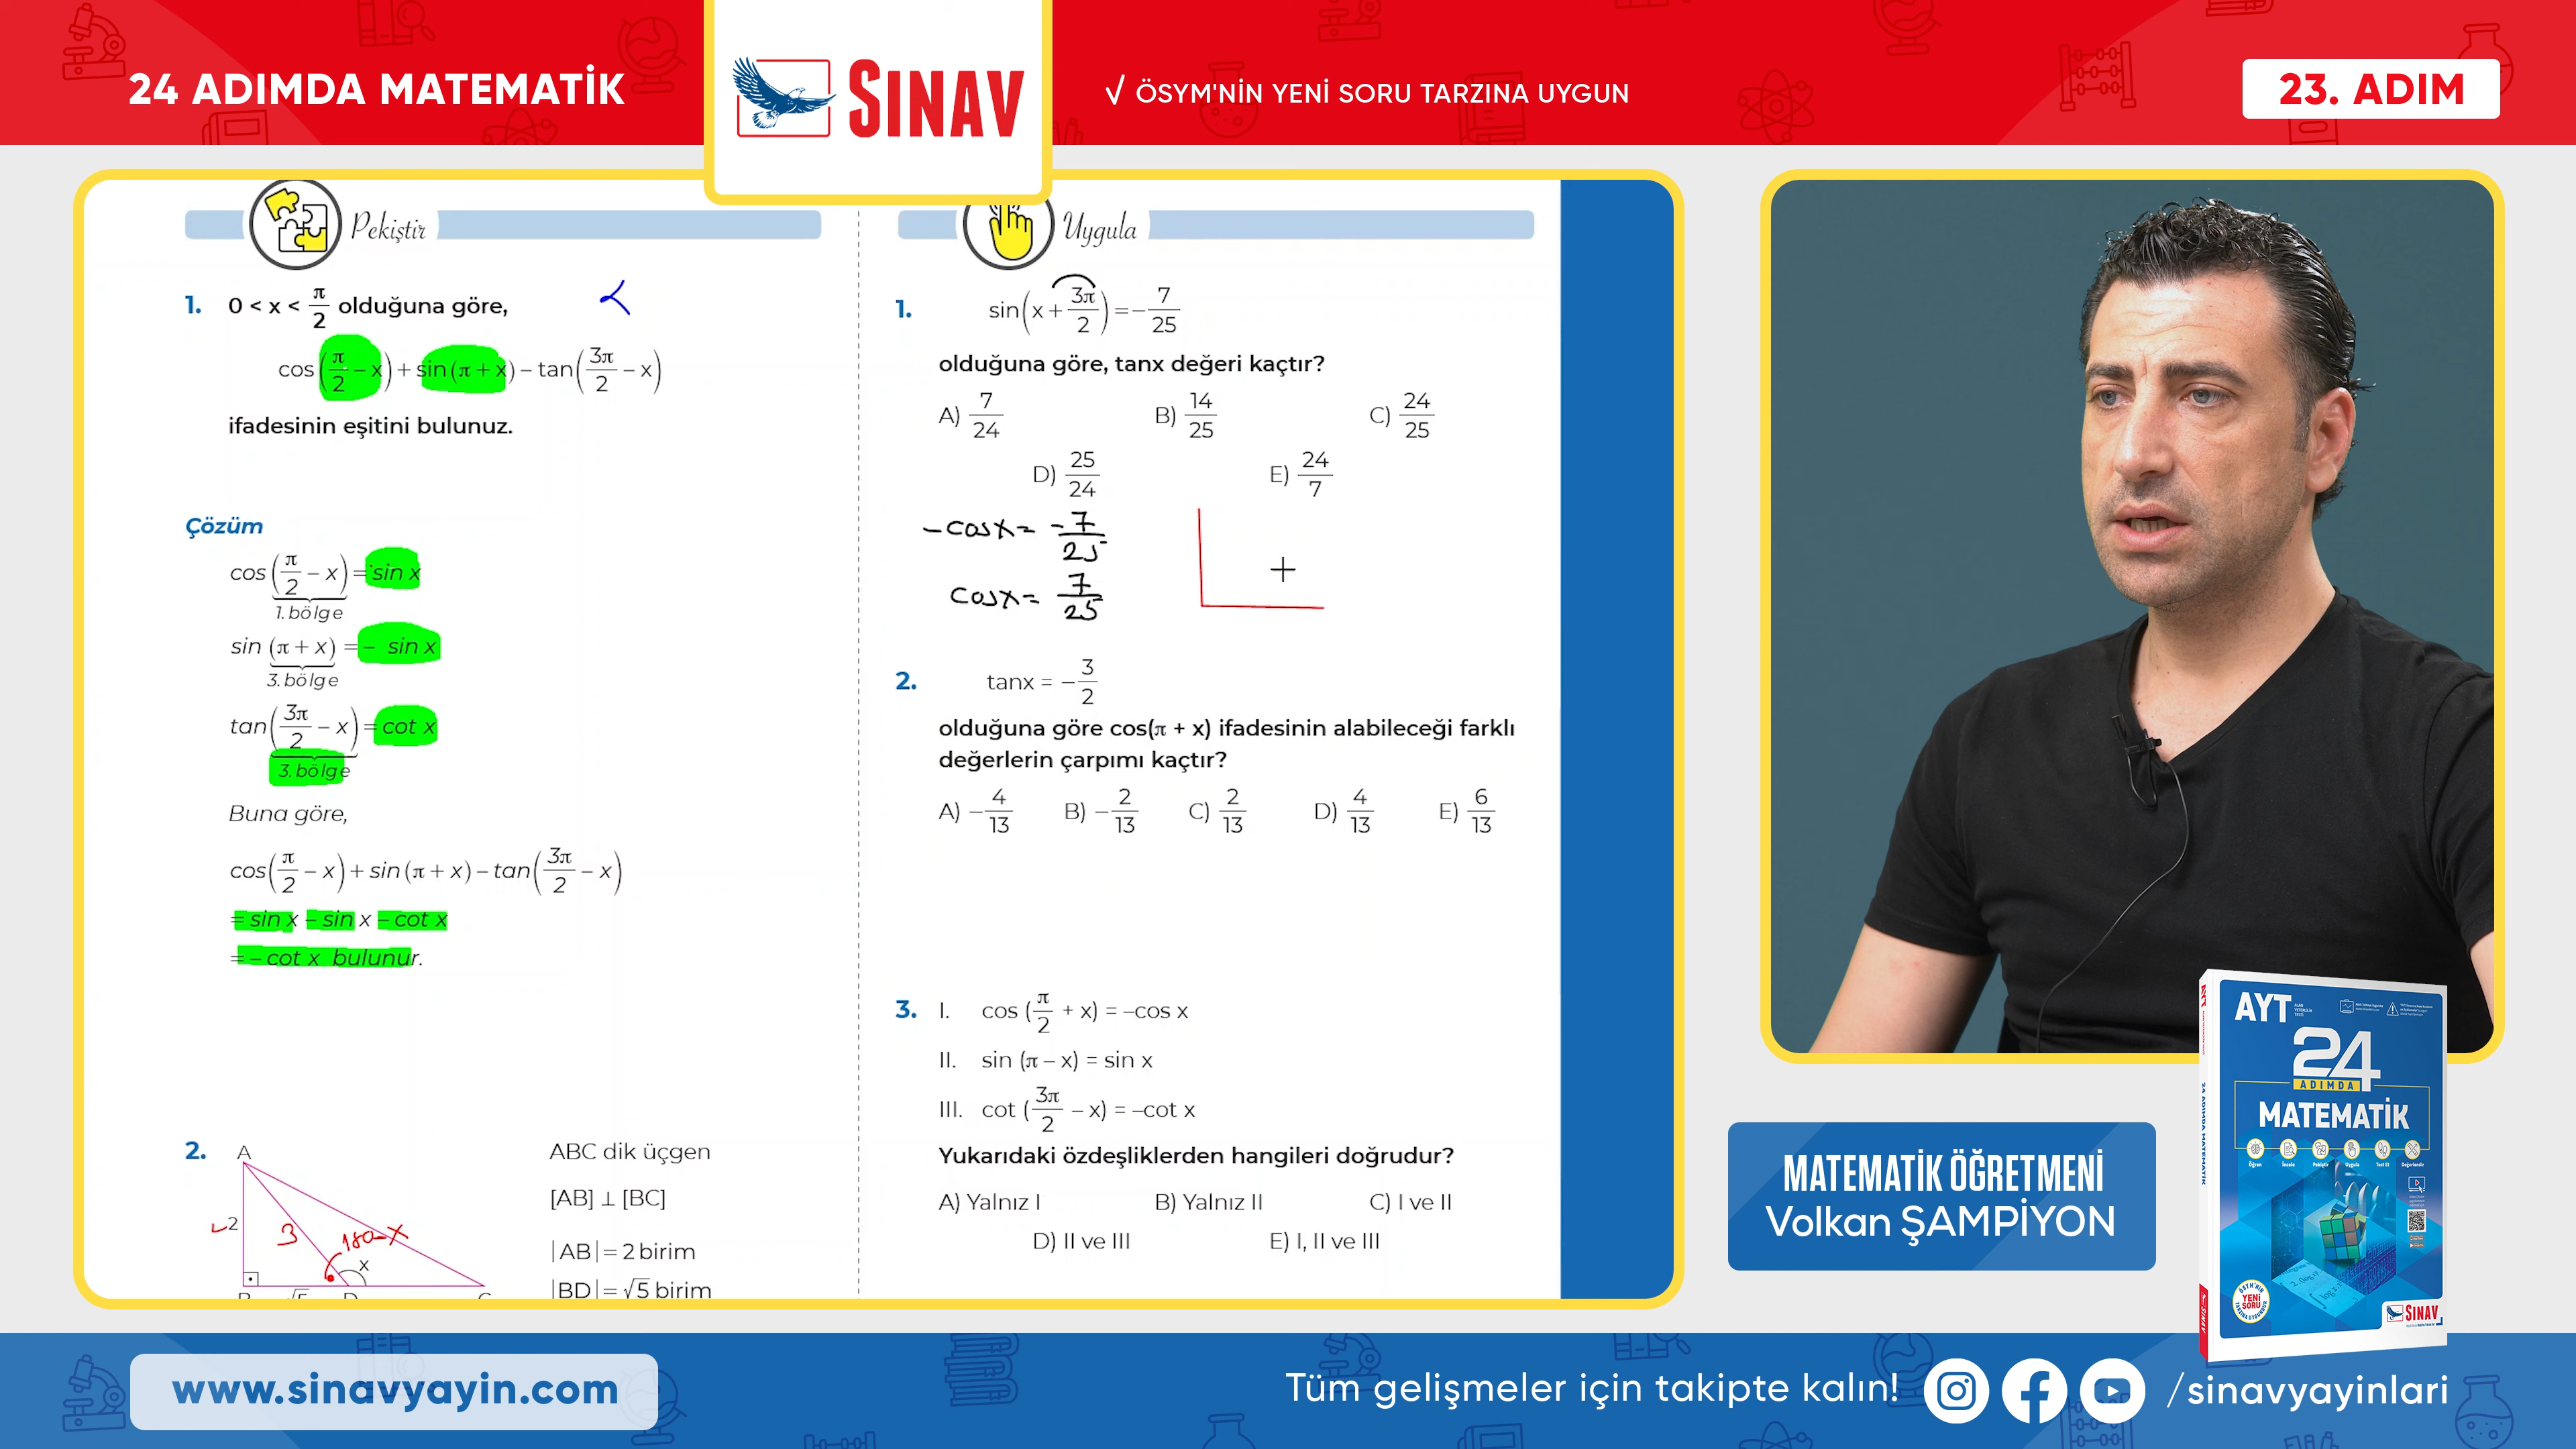 24 ADIMDA MATEMATİK
SINAV
√ ÖSYM'NİN YENİ SORU TARZINA UYGUN
23. ADIM
Pekiştir
1. 0 < x < π/2 olduğuna göre,
cos(π/2 – x) + sin(π + x) – tan(3π/2 – x)
ifadesinin eşitini bulunuz.
Çözüm
cos(π/2 – x) = sin x
1. bölge
sin (π + x) = – sin x
3. bölge
tan(3π/2 – x) = cot x
3. bölge
Buna göre,
cos(π/2 – x) + sin(π + x) – tan(3π/2 – x)
= sin x – sin x – cot x
= – cot x bulunur.
2. A
2
3
180-x
x
ABC dik üçgen
[AB] ⊥ [BC]
|AB| = 2 birim
|BD| = √5 birim
Uygula
1. sin(x + 3π/2) = – 7/25
olduğuna göre, tanx değeri kaçtır?
A) 7/24 B) 14/25 C) 24/25
D) 25/24 E) 24/7
-cosx = -7/25
cosx = 7/25
+
2. tanx = – 3/2
olduğuna göre cos(π + x) ifadesinin alabileceği farklı
değerlerin çarpımı kaçtır?
A) – 4/13 B) – 2/13 C) 2/13 D) 4/13 E) 6/13
3. I. cos (π/2 + x) = –cos x
II. sin (π – x) = sin x
III. cot (3π/2 – x) = –cot x
Yukarıdaki özdeşliklerden hangileri doğrudur?
A) Yalnız I B) Yalnız II C) I ve II
D) II ve III E) I, II ve III
MATEMATİK ÖĞRETMENİ
Volkan ŞAMPİYON
AYT
24
ADIMDA
MATEMATİK
YENİ
SORU
SINAV
www.sinavyayin.com
Tüm gelişmeler için takipte kalın!
/sinavyayinlari